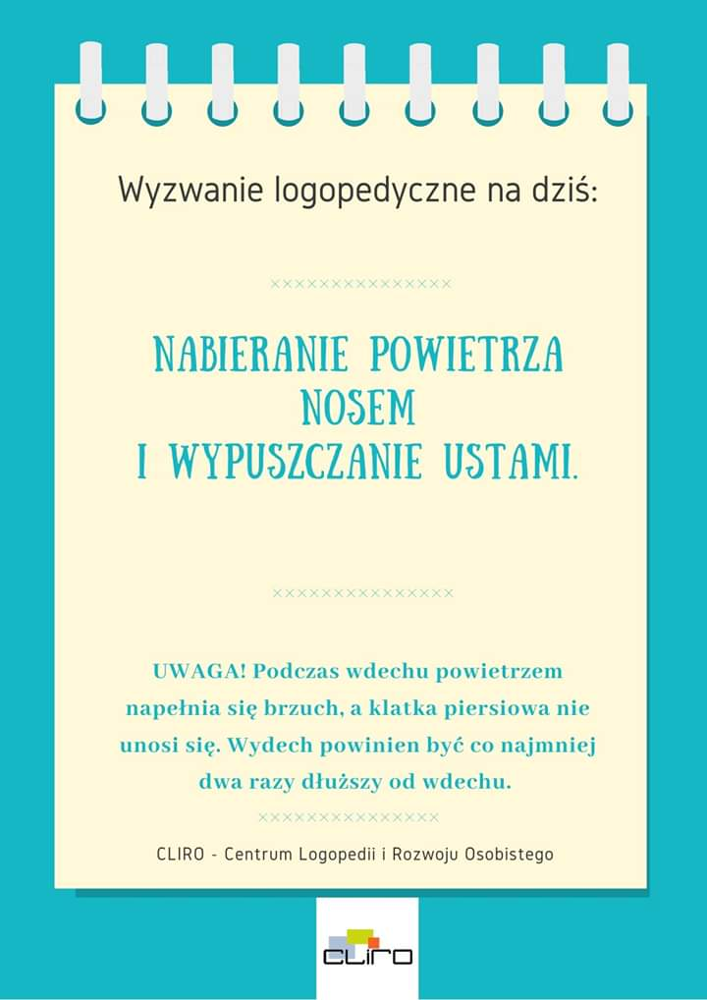 Wyzwanie logopedyczne na dziś:
NABIERANIE POWIETRZA
NOSEM
I WYPUSZCZANIE USTAMI.
UWAGA! Podczas wdechu powietrzem
napełnia się brzuch, a klatka piersiowa nie
unosi się. Wydech powinien być co najmniej
dwa razy dłuższy od wdechu.
CLIRO - Centrum Logopedii i Rozwoju Osobistego
CLIRO